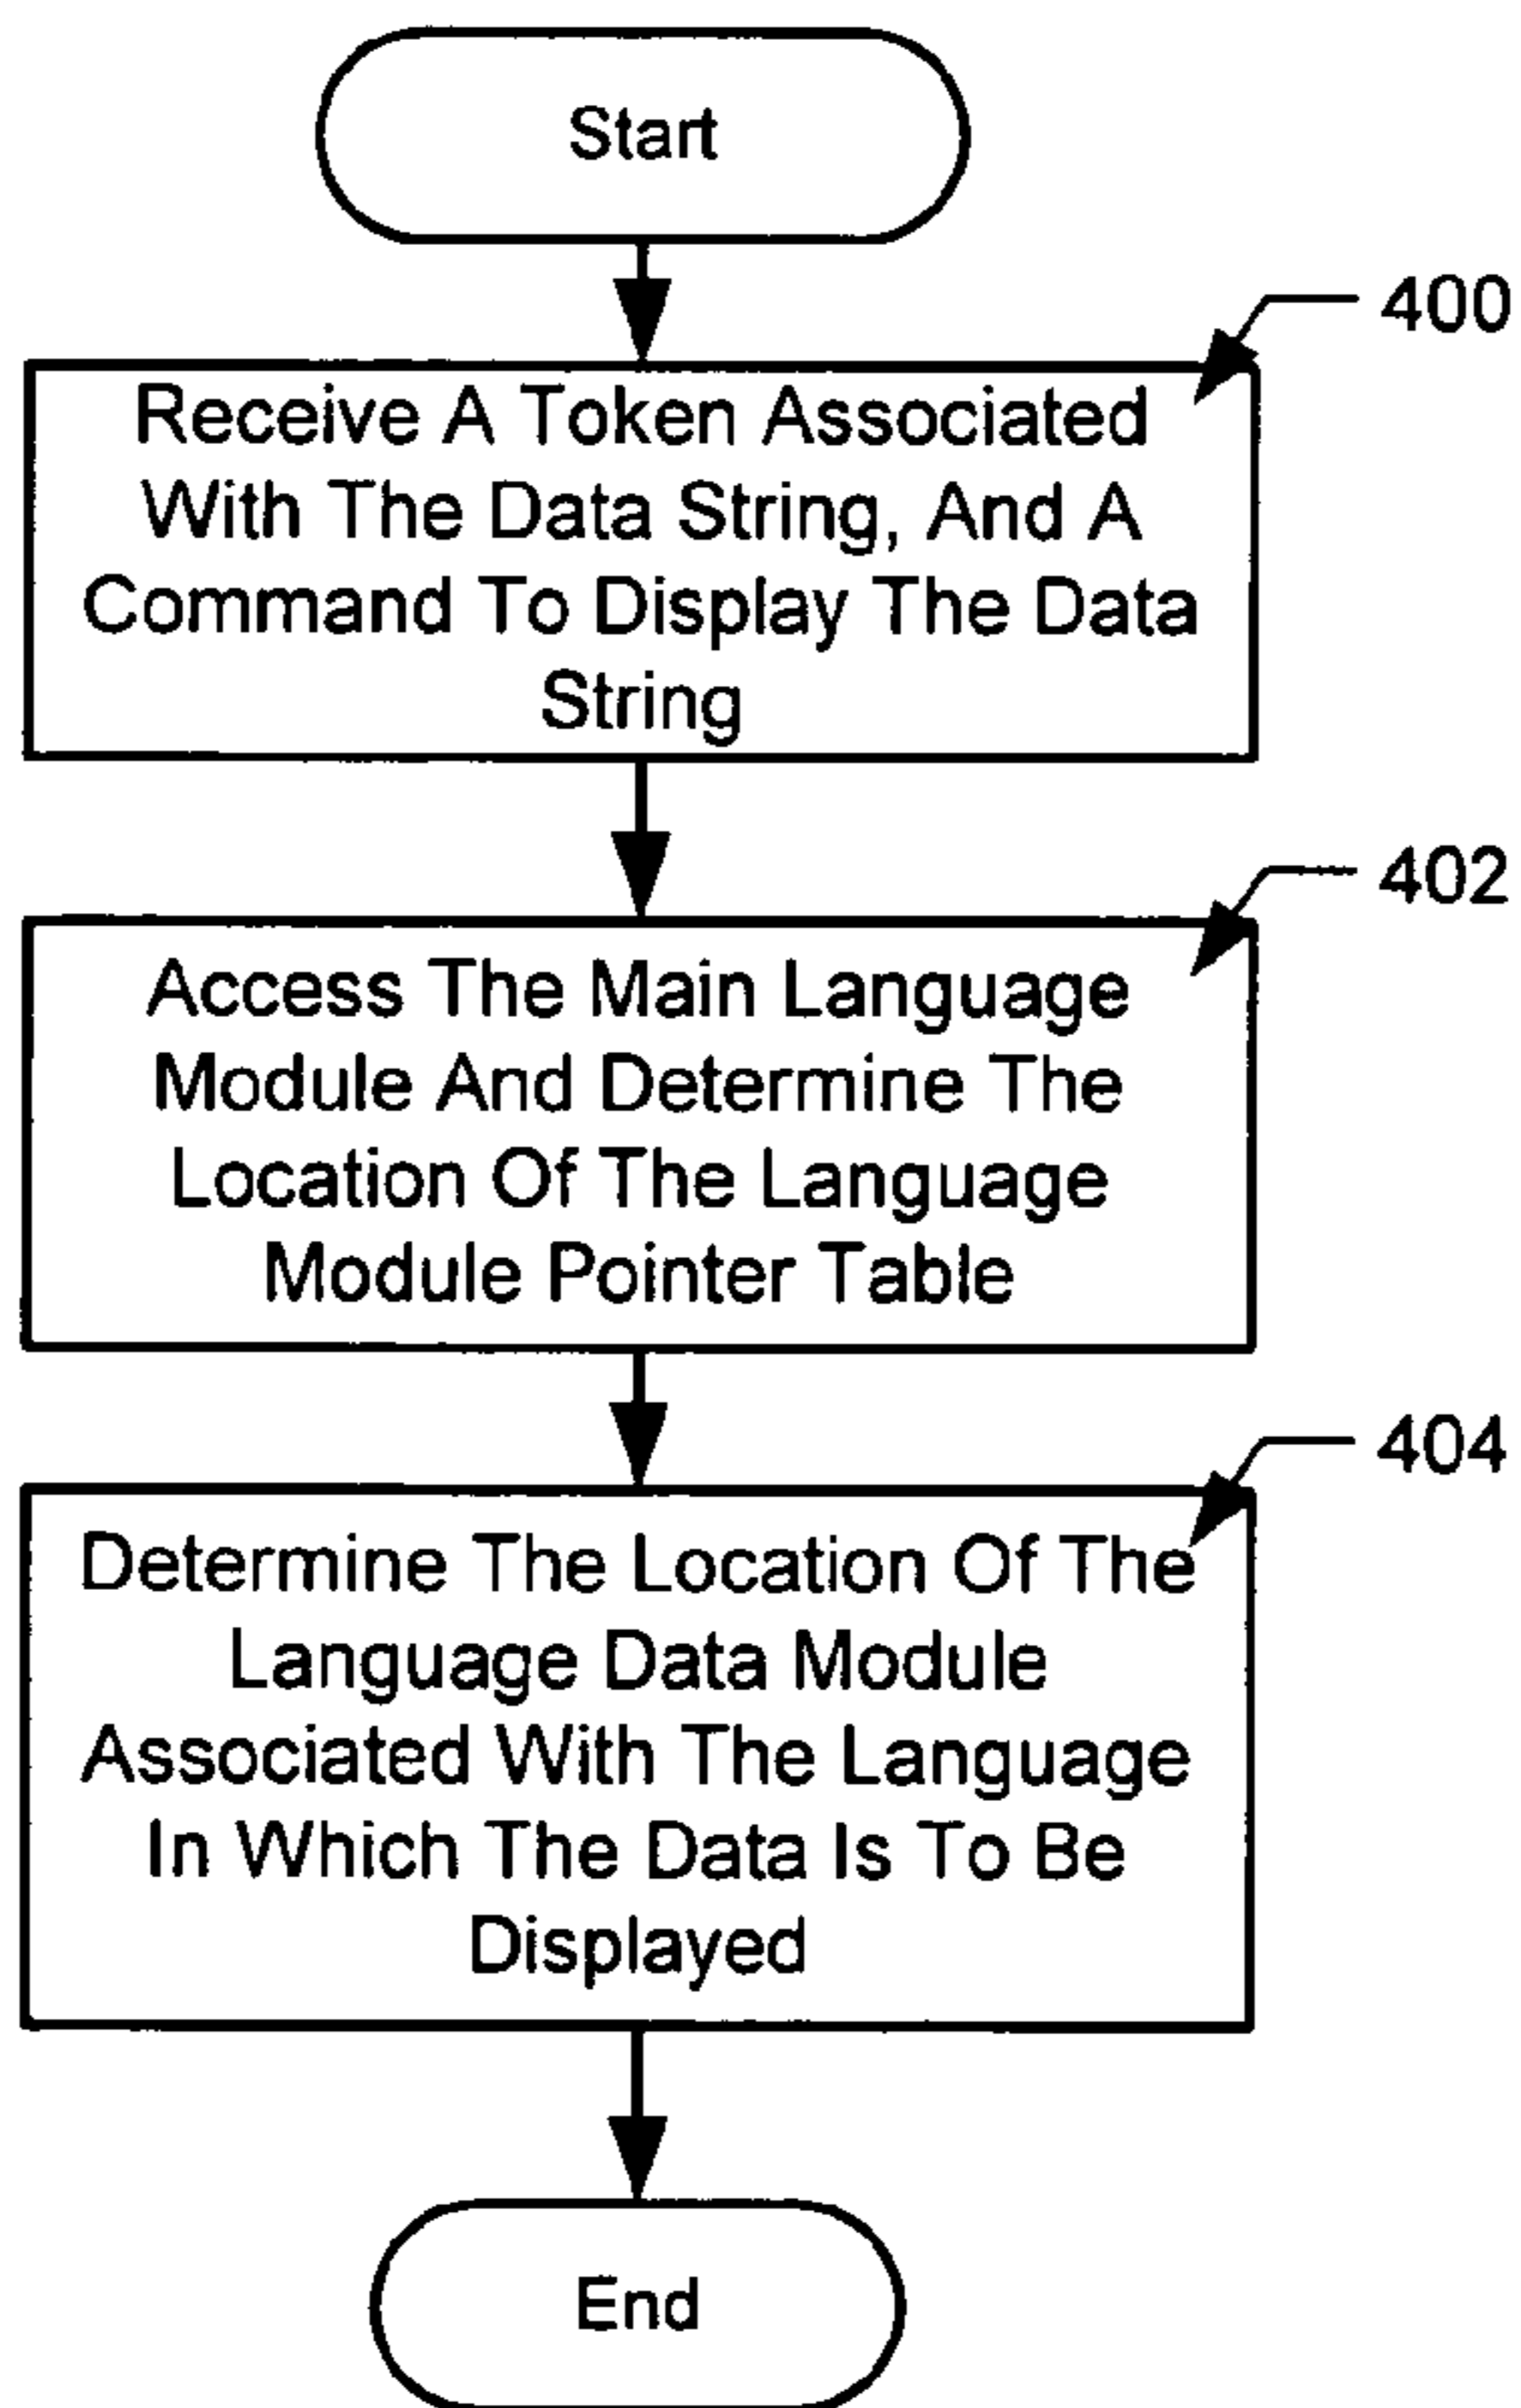 Start
400
Receive A Token Associated
With The Data String, And A
Command To Display The Data
String
402
Access The Main Language
Module And Determine The
Location Of The Language
Module Pointer Table
404
Determine The Location Of The
Language Data Module
Associated With The Language
In Which The Data Is To Be
Displayed
End